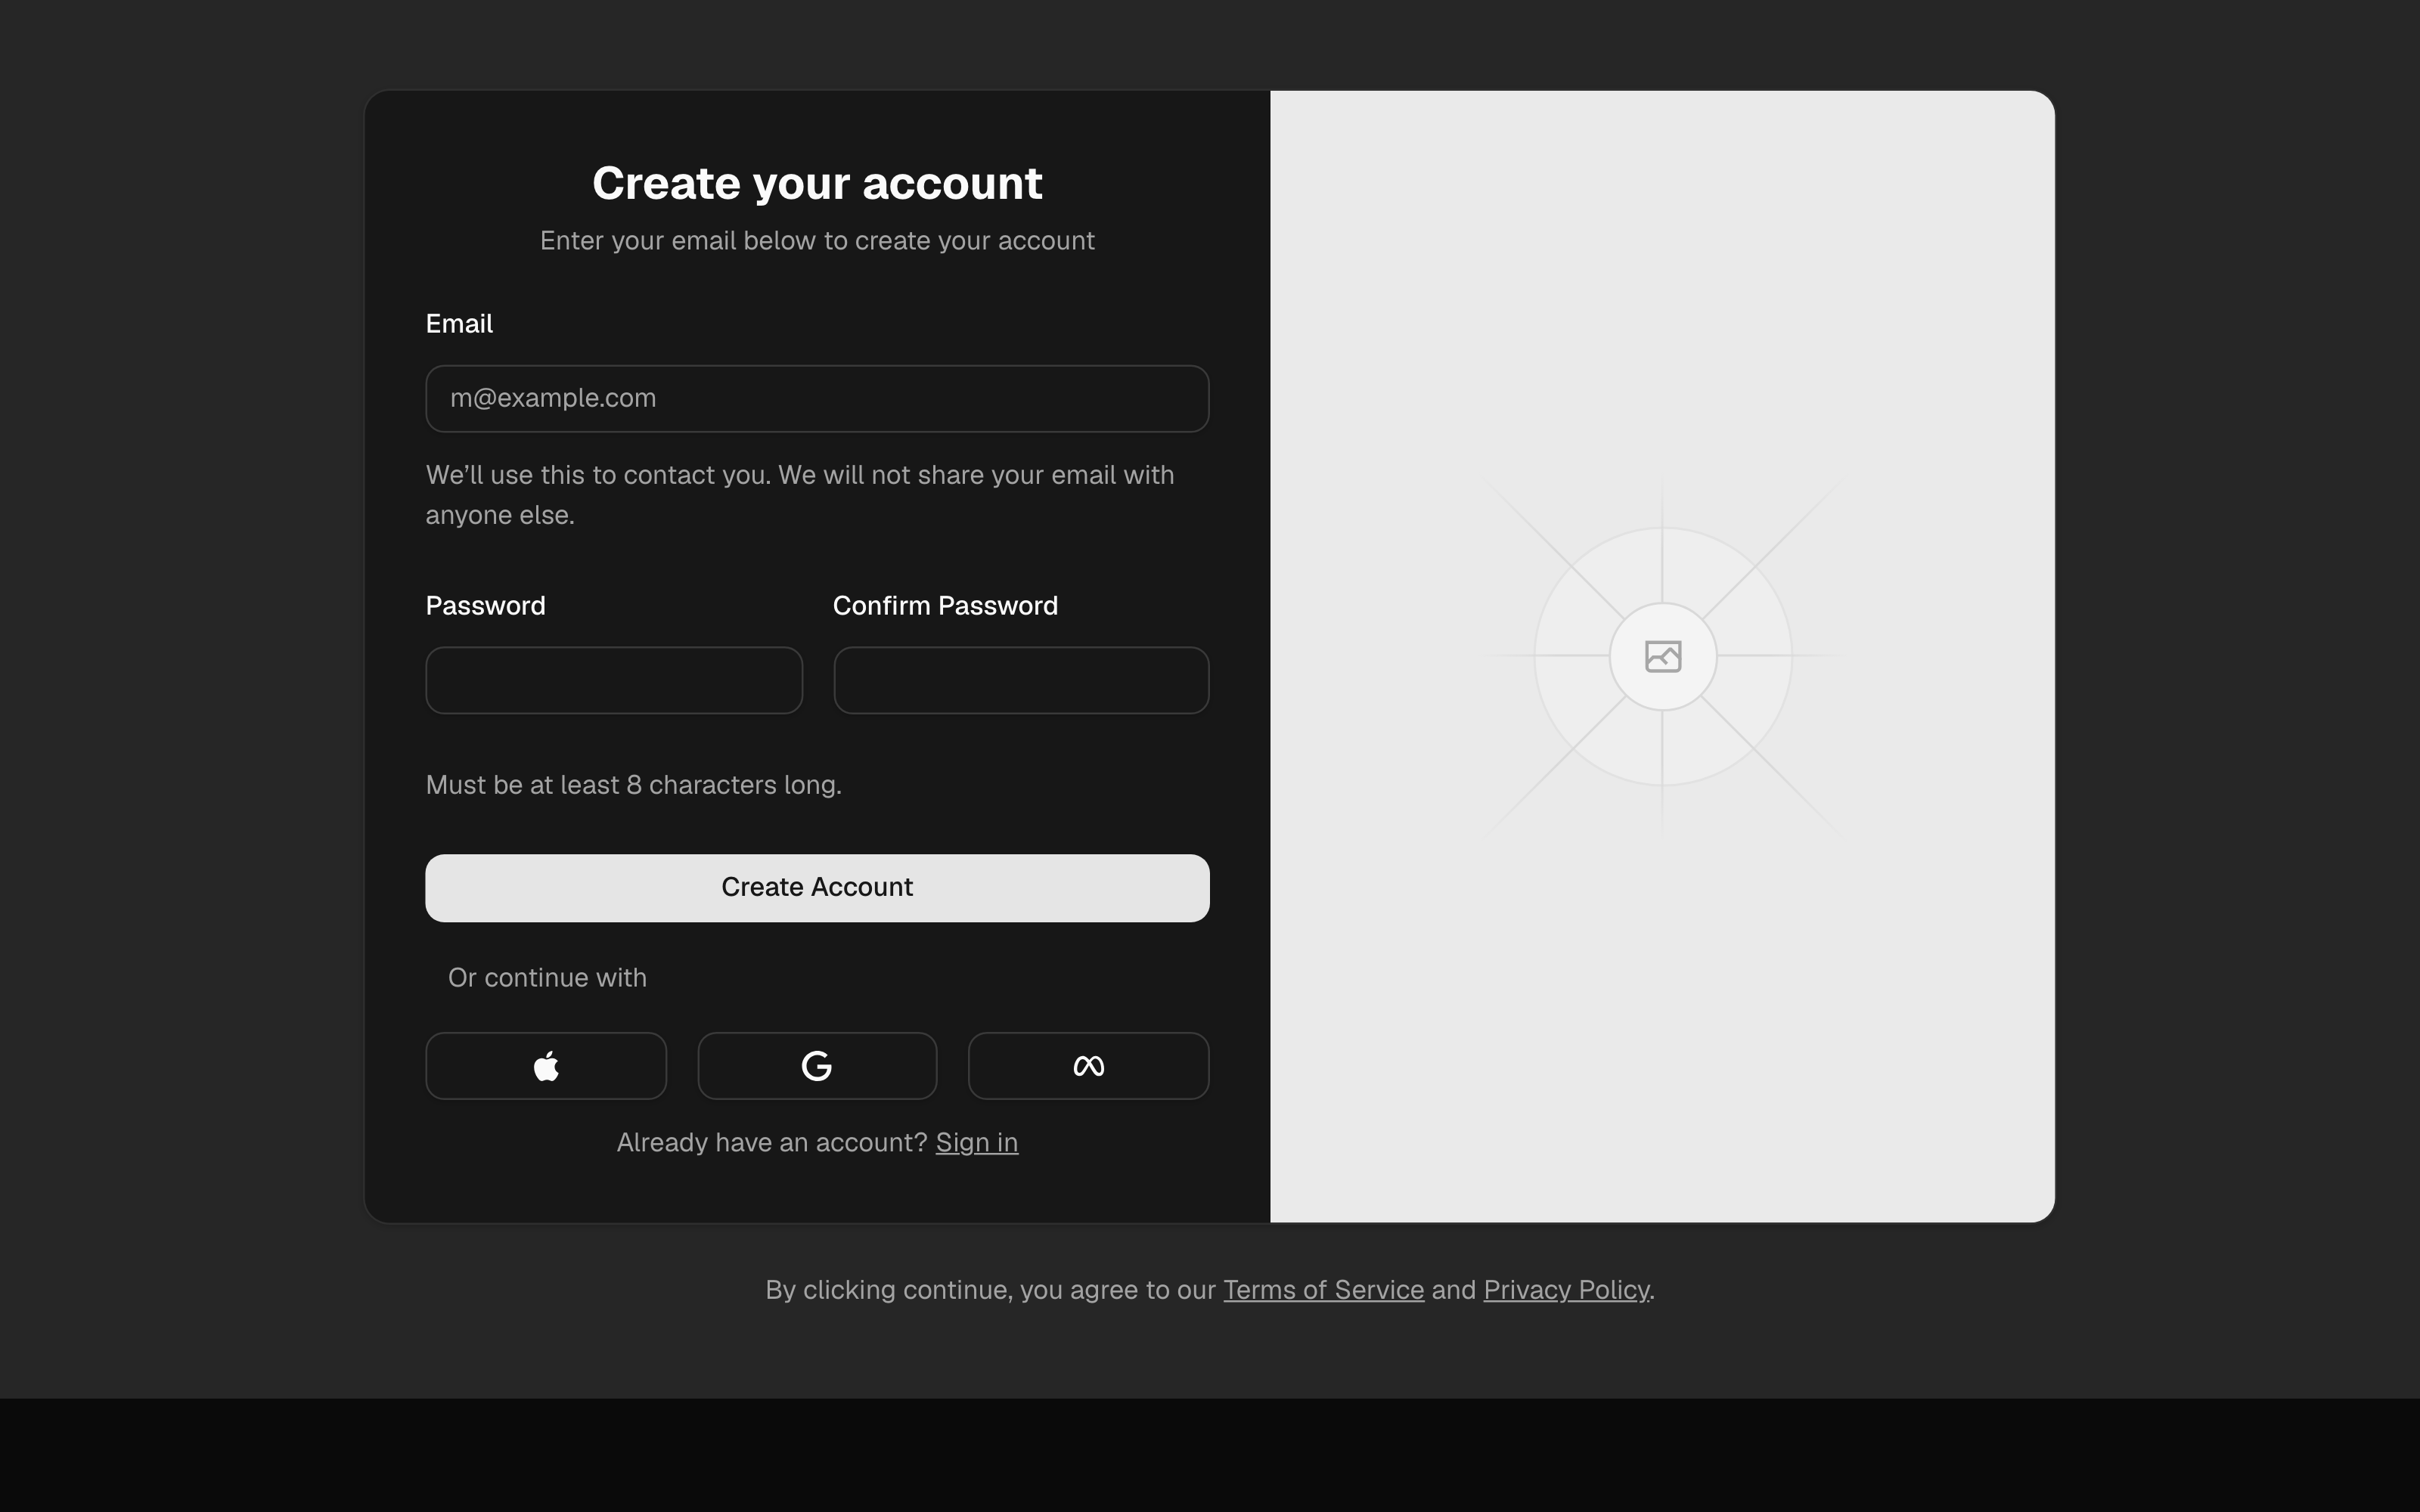 Create your account
Enter your email below to create your account
Email
m@example.com
We’ll use this to contact you. We will not share your email with
anyone else.
Password
Confirm Password
Must be at least 8 characters long.
Create Account
Or continue with
Already have an account? Sign in
By clicking continue, you agree to our Terms of Service and Privacy Policy.